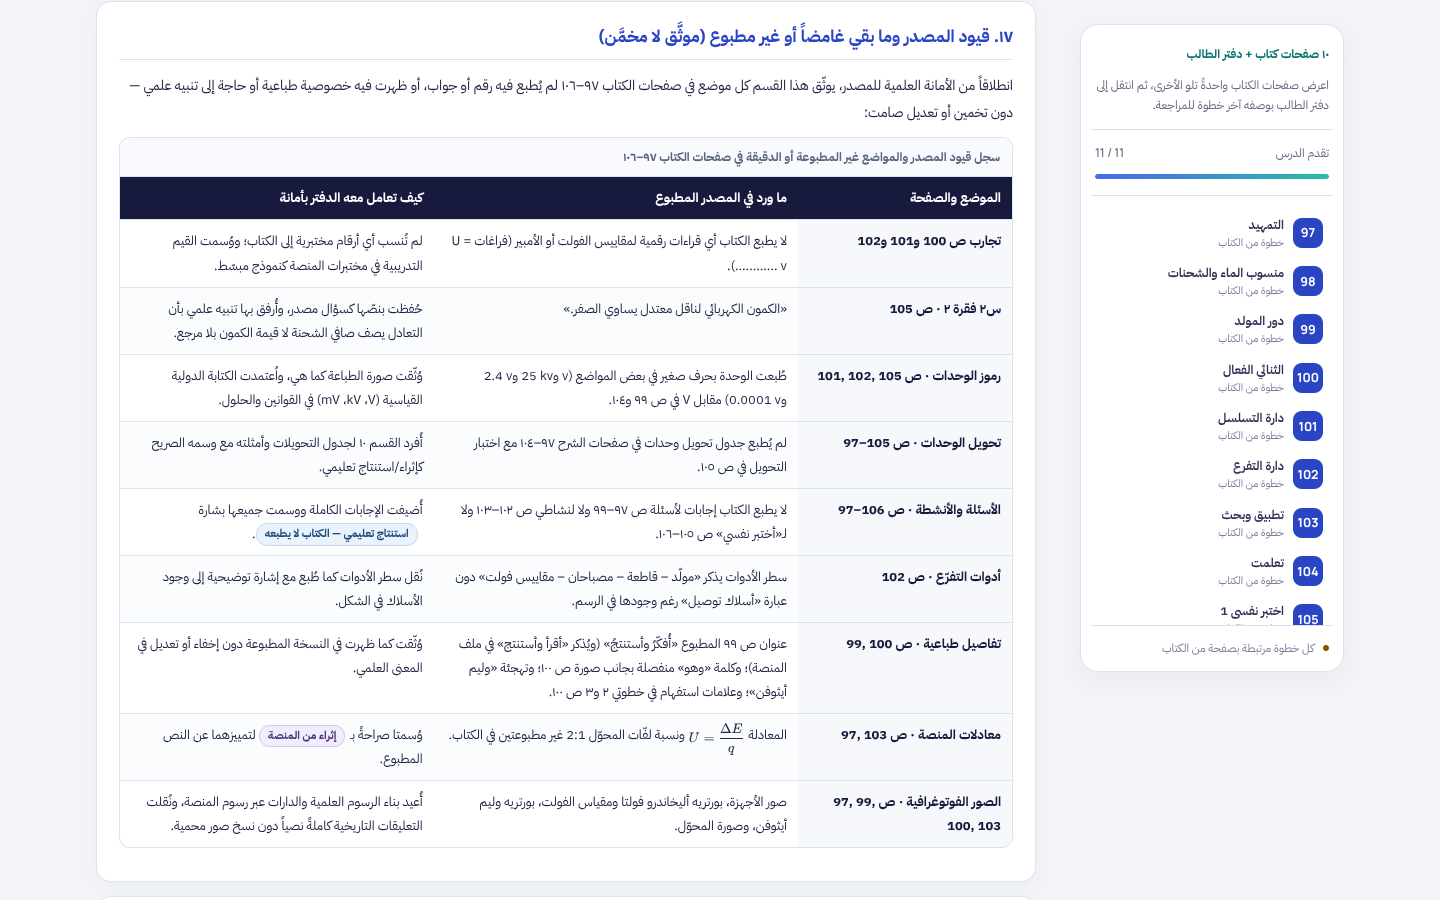 ١٧. قيود المصدر وما بقي غامضاً أو غير مطبوع (موثَّق لا مخمَّن)
انطلاقاً من الأمانة العلمية للمصدر، يوثّق هذا القسم كل موضع في صفحات الكتاب ٩٧–١٠٦ لم يُطبع فيه رقم أو جواب، أو ظهرت فيه خصوصية طباعية أو حاجة إلى تنبيه علمي —
دون تخمين أو تعديل صامت:
سجل قيود المصدر والمواضع غير المطبوعة أو الدقيقة في صفحات الكتاب ٩٧–١٠٦
الموضع والصفحة
ما ورد في المصدر المطبوع
كيف تعامل معه الدفتر بأمانة
تجارب ص 100 و101 و102
لا يطبع الكتاب أي قراءات رقمية لمقاييس الفولت أو الأمبير (فراغات U =
............ v).
لم تُنسب أي أرقام مختبرية إلى الكتاب؛ ووُسمت القيم
التدريبية في مختبرات المنصة كنموذج مبسّط.
س٢ فقرة ٢ · ص 105
«الكمون الكهربائي لناقل معتدل يساوي الصفر.»
حُفظت بنصّها كسؤال مصدر، وأُرفق بها تنبيه علمي بأن
التعادل يصف صافي الشحنة لا قيمة الكمون بلا مرجع.
رموز الوحدات · ص 105 ,102 ,101
طُبعت الوحدة بحرف صغير في بعض المواضع (v و25 kv و2.4 v
و0.0001 v) مقابل V في ص ٩٩ و١٠٤.
وُثّقت صورة الطباعة كما هي، واُعتمدت الكتابة الدولية
القياسية (V، kV، mV) في القوانين والحلول.
تحويل الوحدات · ص 105–97
لم يُطبع جدول تحويل وحدات في صفحات الشرح ٩٧–١٠٤ مع اختبار
التحويل في ص ١٠٥.
أُفرد القسم ١٠ لجدول التحويلات وأمثلته مع وسمه الصريح
كإثراء/استنتاج تعليمي.
الأسئلة والأنشطة · ص 106–97
لا يطبع الكتاب إجابات لأسئلة ص ٩٧–٩٩ ولا لنشاطي ص ١٠٢–١٠٣ ولا
لـ«أختبر نفسي» ص ١٠٥–١٠٦.
أُضيفت الإجابات الكاملة ووسمت جميعها بشارة
استنتاج تعليمي — الكتاب لا يطبعه.
أدوات التفرّع · ص 102
سطر الأدوات يذكر «مولّد – قاطعة – مصباحان – مقاييس فولت» دون
عبارة «أسلاك توصيل» رغم وجودها في الرسم.
نُقل سطر الأدوات كما طُبع مع إشارة توضيحية إلى وجود
الأسلاك في الشكل.
تفاصيل طباعية · ص 100 ,99
عنوان ص ٩٩ المطبوع «أُفكّرُ وأستنتجُ» (ويُذكر «أقرأ وأستنتج» في ملف
المنصة)؛ وكلمة «وهو» منفصلة بجانب صورة ص ١٠٠؛ وتهجئة «وليم
أيثوفن»؛ وعلامات استفهام في خطوتي ٢ و٣ ص ١٠٠.
وُثّقت كما ظهرت في النسخة المطبوعة دون إخفاء أو تعديل في
المعنى العلمي.
معادلات المنصة · ص 103 ,97
المعادلة U = ΔE/q ونسبة لفّات المحوّل 2:1 غير مطبوعتين في الكتاب.
وُسمتا صراحةً بـ إثراء من المنصة لتمييزهما عن النص
المطبوع.
الصور الفوتوغرافية · ص 97, 99,
100, 103
صور الأجهزة، بورتريه أليخاندرو فولتا ومقياس الفولت، بورتريه وليم
أيثوفن، وصورة المحوّل.
أُعيد بناء الرسوم العلمية والدارات عبر رسوم المنصة، ونُقلت
التعليقات التاريخية كاملةً نصياً دون نسخ صور محمية.
١٠ صفحات كتاب + دفتر الطالب
اعرض صفحات الكتاب واحدةً تلو الأخرى، ثم انتقل إلى
دفتر الطالب بوصفه آخر خطوة للمراجعة.
تقدم الدرس
11 / 11
97
التمهيد
خطوة من الكتاب
98
منسوب الماء والشحنات
خطوة من الكتاب
99
دور المولد
خطوة من الكتاب
100
الثنائي الفعال
خطوة من الكتاب
101
دارة التسلسل
خطوة من الكتاب
102
دارة التفرع
خطوة من الكتاب
103
تطبيق وبحث
خطوة من الكتاب
104
تعلمت
خطوة من الكتاب
105
اختبر نفسي 1
كل خطوة مرتبطة بصفحة من الكتاب